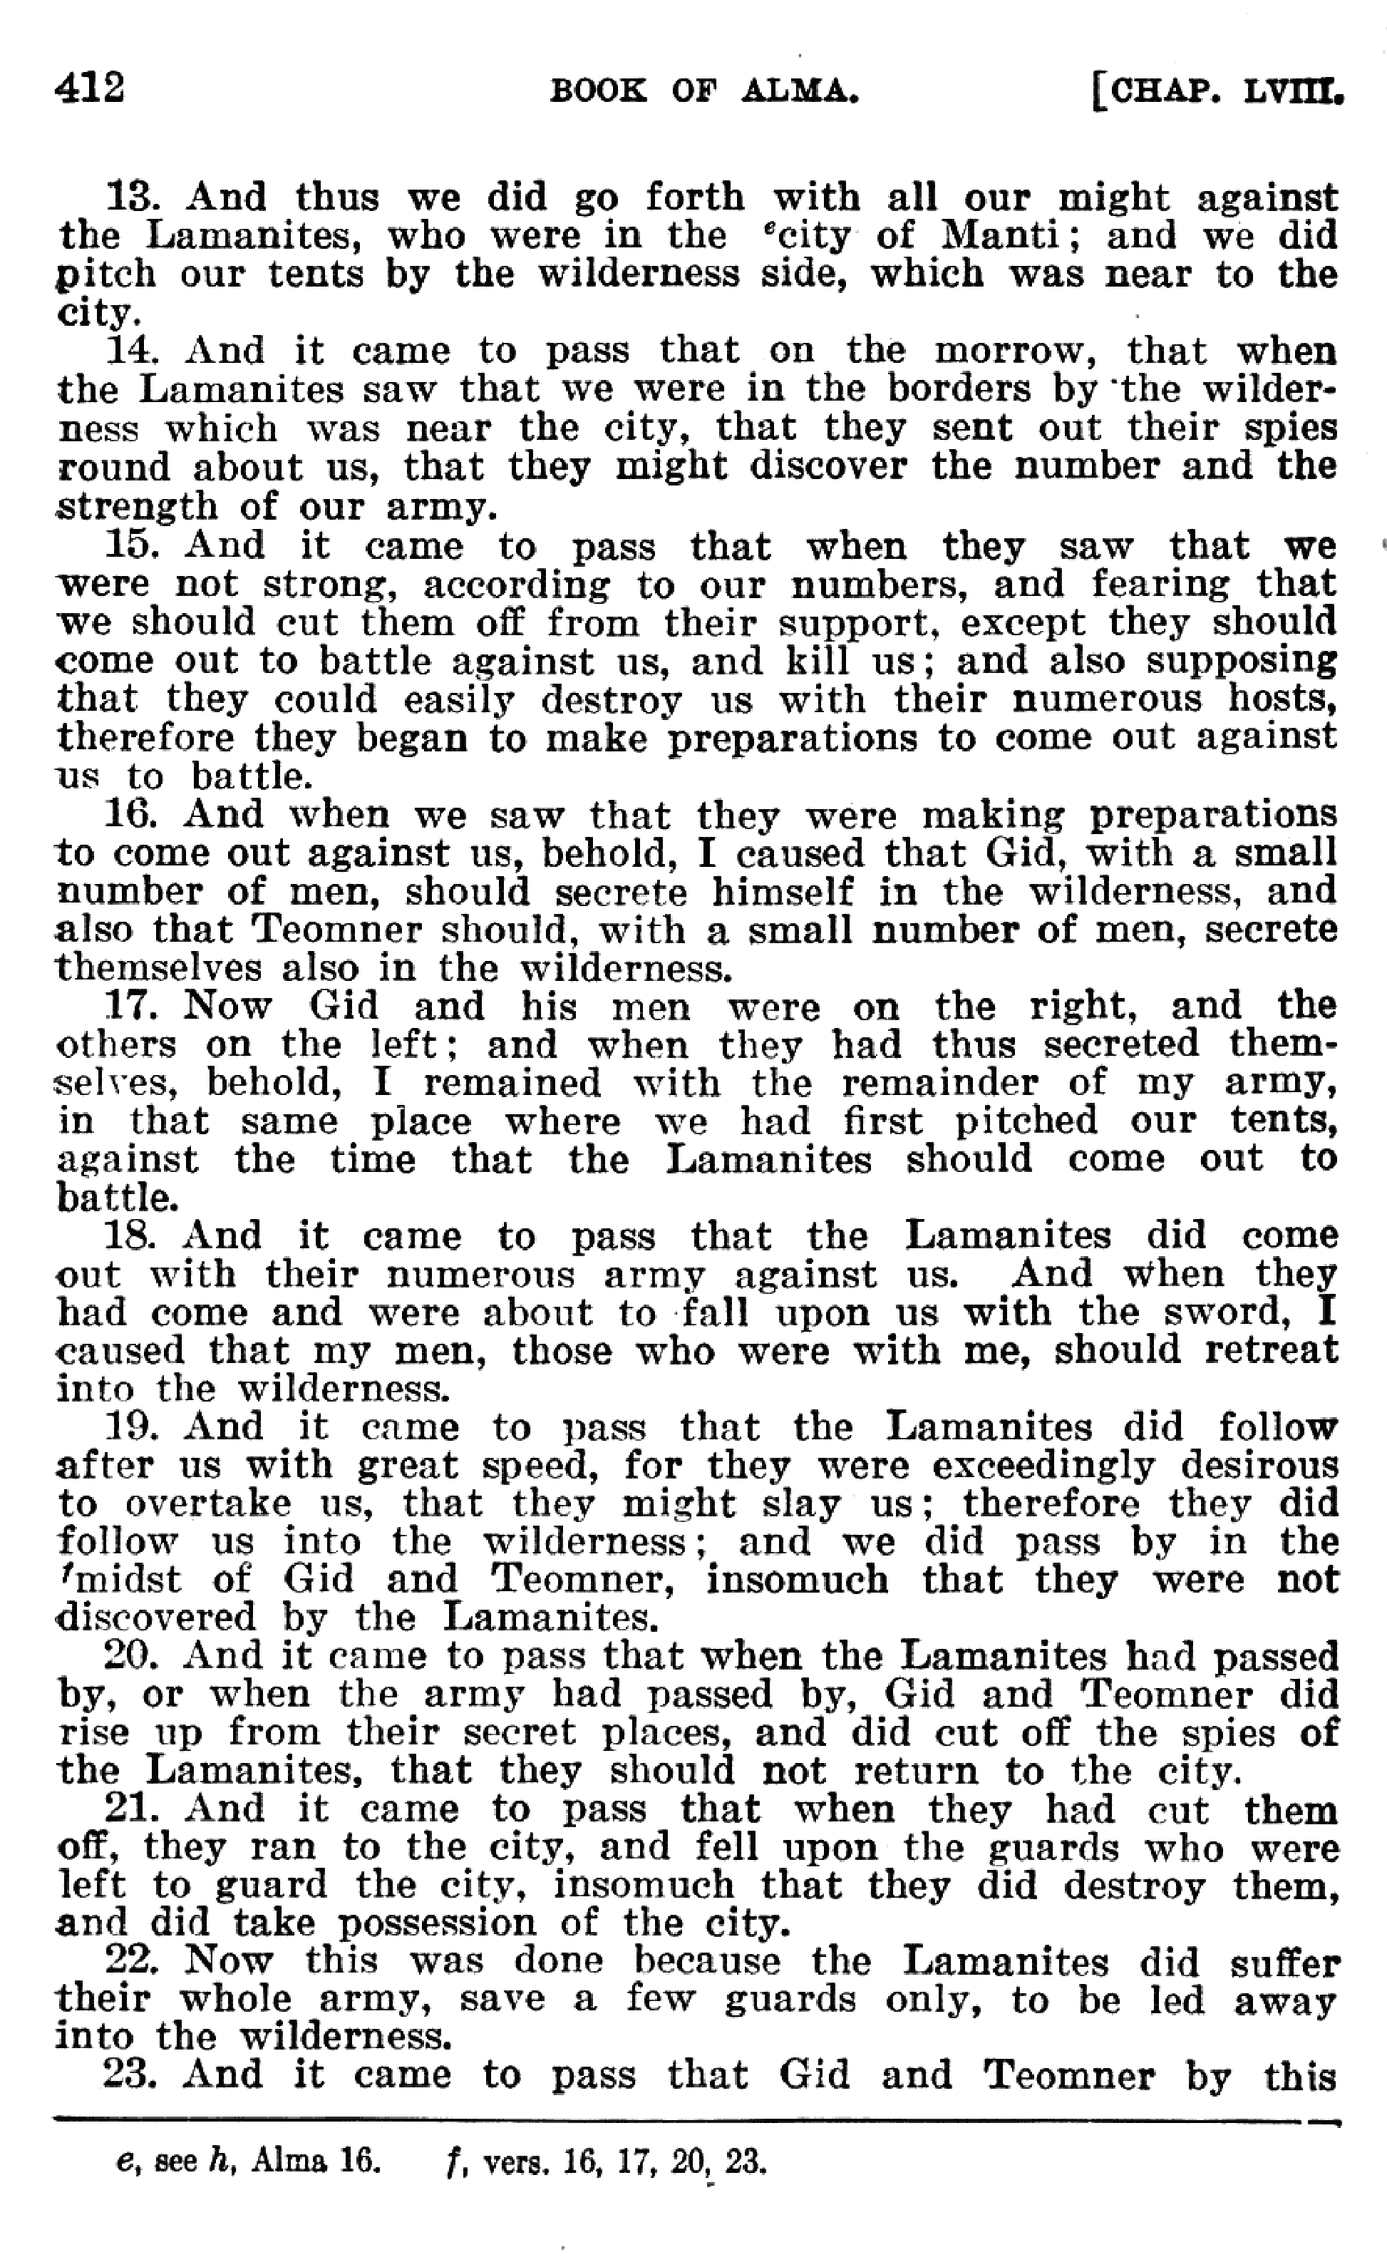 412 BOOK OF ALMA. [CHAP. LVIII.
13. And thus we did go forth with all our might against
the Lamanites, who were in the ᵉcity of Manti; and we did
pitch our tents by the wilderness side, which was near to the
city.
14. And it came to pass that on the morrow, that when
the Lamanites saw that we were in the borders by the wilder-
ness which was near the city, that they sent out their spies
round about us, that they might discover the number and the
strength of our army.
15. And it came to pass that when they saw that we
were not strong, according to our numbers, and fearing that
we should cut them off from their support, except they should
come out to battle against us, and kill us; and also supposing
that they could easily destroy us with their numerous hosts,
therefore they began to make preparations to come out against
us to battle.
16. And when we saw that they were making preparations
to come out against us, behold, I caused that Gid, with a small
number of men, should secrete himself in the wilderness, and
also that Teomner should, with a small number of men, secrete
themselves also in the wilderness.
17. Now Gid and his men were on the right, and the
others on the left; and when they had thus secreted them-
selves, behold, I remained with the remainder of my army,
in that same place where we had first pitched our tents,
against the time that the Lamanites should come out to
battle.
18. And it came to pass that the Lamanites did come
out with their numerous army against us. And when they
had come and were about to fall upon us with the sword, I
caused that my men, those who were with me, should retreat
into the wilderness.
19. And it came to pass that the Lamanites did follow
after us with great speed, for they were exceedingly desirous
to overtake us, that they might slay us; therefore they did
follow us into the wilderness; and we did pass by in the
ᶠmidst of Gid and Teomner, insomuch that they were not
discovered by the Lamanites.
20. And it came to pass that when the Lamanites had passed
by, or when the army had passed by, Gid and Teomner did
rise up from their secret places, and did cut off the spies of
the Lamanites, that they should not return to the city.
21. And it came to pass that when they had cut them
off, they ran to the city, and fell upon the guards who were
left to guard the city, insomuch that they did destroy them,
and did take possession of the city.
22. Now this was done because the Lamanites did suffer
their whole army, save a few guards only, to be led away
into the wilderness.
23. And it came to pass that Gid and Teomner by this
e, see h, Alma 16. f, vers. 16, 17, 20, 23.